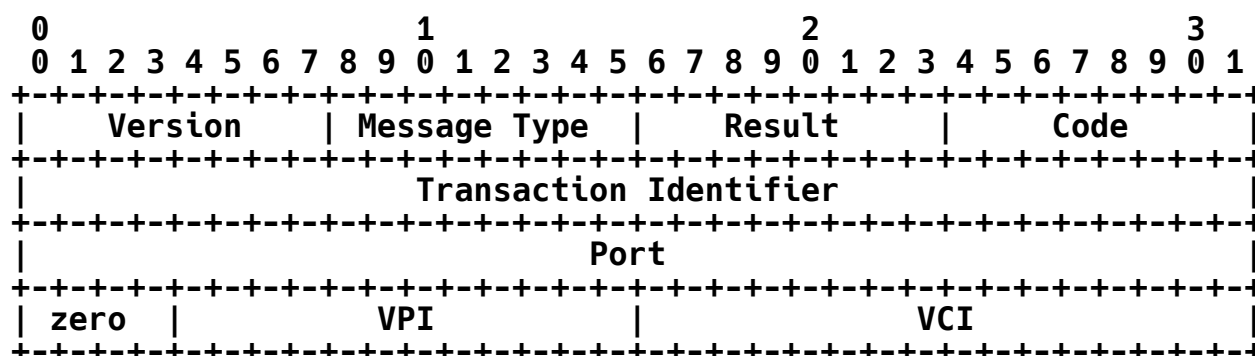 0                   1                   2                   3
 0 1 2 3 4 5 6 7 8 9 0 1 2 3 4 5 6 7 8 9 0 1 2 3 4 5 6 7 8 9 0 1
+-+-+-+-+-+-+-+-+-+-+-+-+-+-+-+-+-+-+-+-+-+-+-+-+-+-+-+-+-+-+-+-+
|    Version    | Message Type  |    Result     |     Code      |
+-+-+-+-+-+-+-+-+-+-+-+-+-+-+-+-+-+-+-+-+-+-+-+-+-+-+-+-+-+-+-+-+
|                    Transaction Identifier                     |
+-+-+-+-+-+-+-+-+-+-+-+-+-+-+-+-+-+-+-+-+-+-+-+-+-+-+-+-+-+-+-+-+
|                             Port                              |
+-+-+-+-+-+-+-+-+-+-+-+-+-+-+-+-+-+-+-+-+-+-+-+-+-+-+-+-+-+-+-+-+
| zero  |          VPI          |              VCI              |
+-+-+-+-+-+-+-+-+-+-+-+-+-+-+-+-+-+-+-+-+-+-+-+-+-+-+-+-+-+-+-+-+